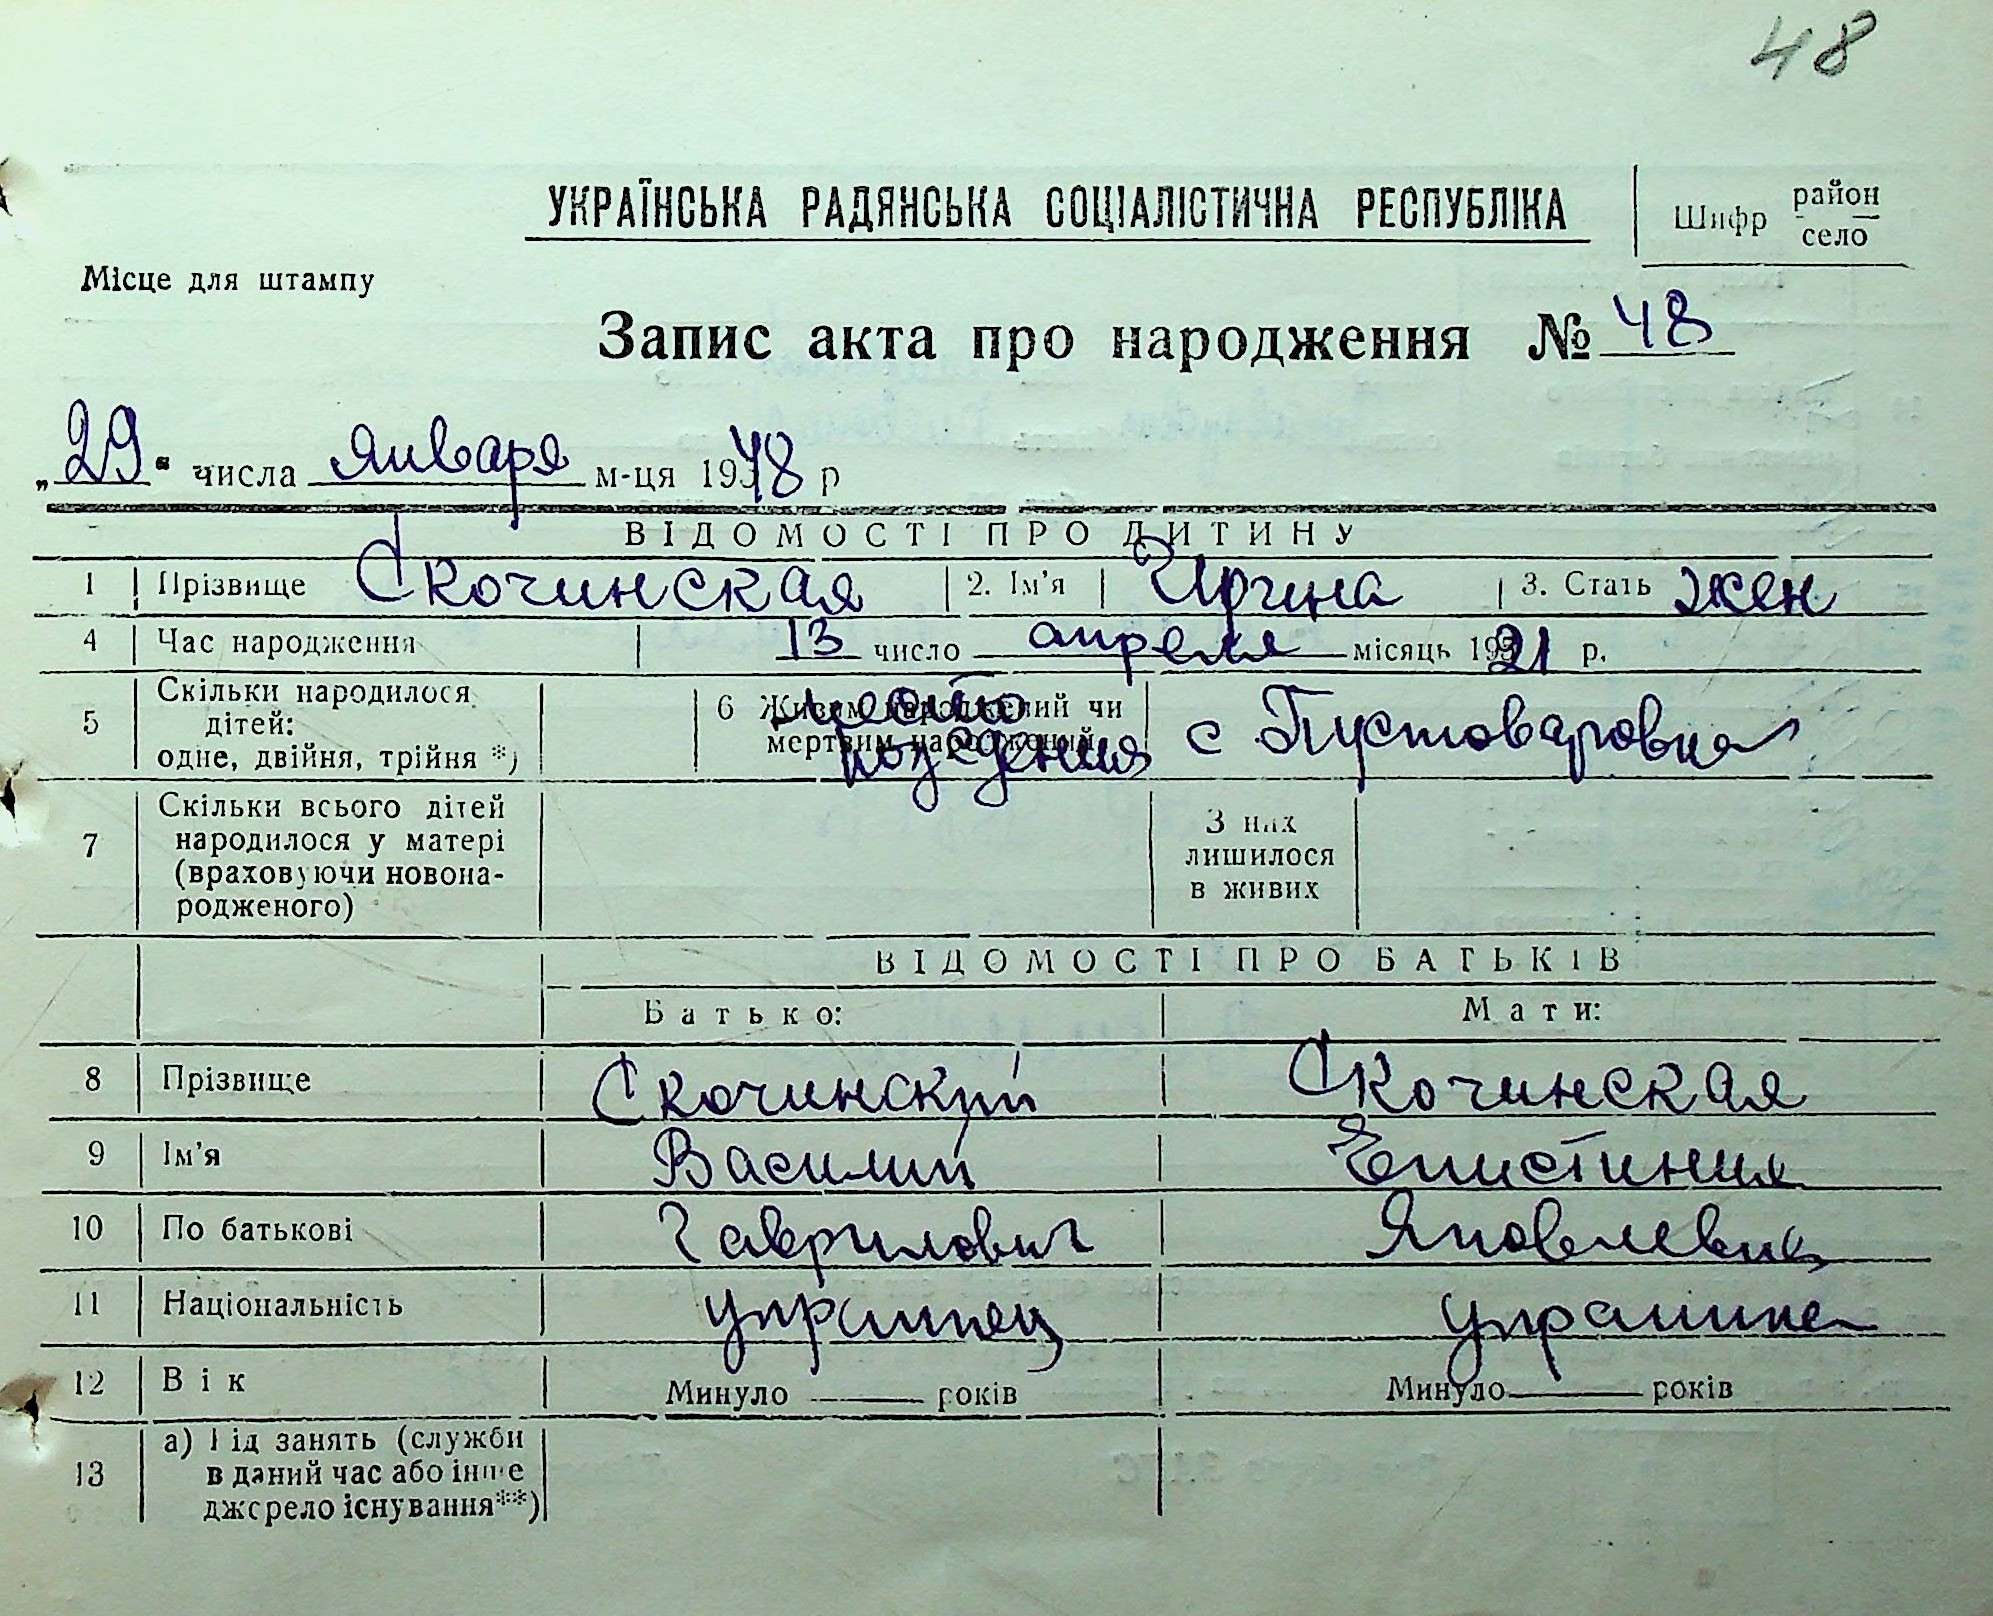 48
УКРАЇНСЬКА РАДЯНСЬКА СОЦІАЛІСТИЧНА РЕСПУБЛІКА
Шифр район село
Місце для штампу
Запис акта про народження № 48
„29“ числа января м-ця 1948 р
ВІДОМОСТІ ПРО ДИТИНУ
1 Прізвище Скочинская 2. Ім'я Ирина 3. Стать жен
4 Час народження 13 число апреля місяць 1921 р.
5 Скільки народилося дітей: одне, двійня, трійня *)
6 Живим народжений чи мертвим народжений место рождения с Пустоваровка
7 Скільки всього дітей народилося у матері (враховуючи новонародженого)
З них лишилося в живих
ВІДОМОСТІ ПРО БАТЬКІВ
Батько: Мати:
8 Прізвище Скочинский Скочинская
9 Ім'я Василий Епистиния
10 По батькові Гаврилович Яковлевна
11 Національність украинец украинка
12 Вік Минуло — років Минуло — років
13 а) Рід занять (служби в даний час або інше джерело існування**)